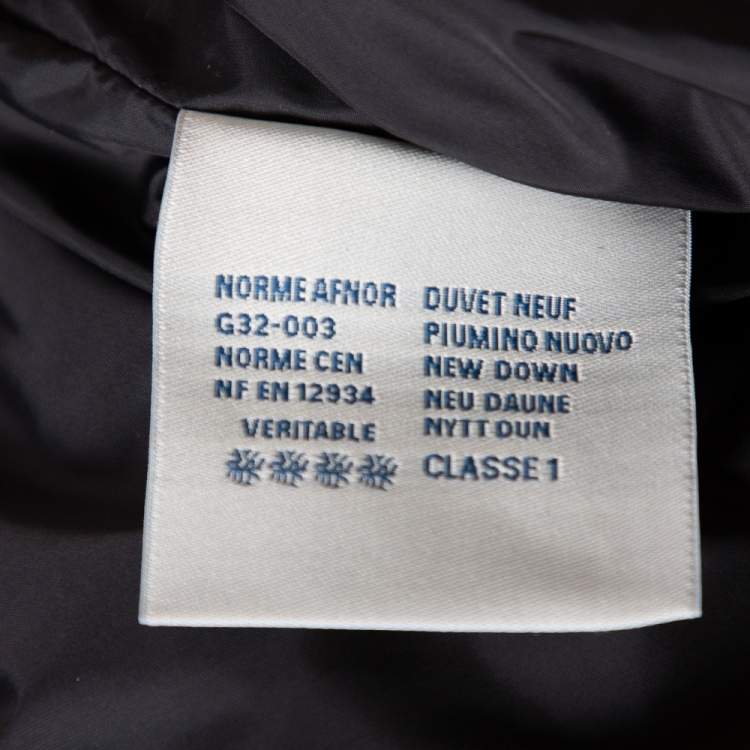 NORME AFNOR
G32-003
NORME CEN
NF EN 12934
VERITABLE
DUVET NEUF
PIUMINO NUOVO
NEW DOWN
NEU DAUNE
NYTT DUN
CLASSE 1